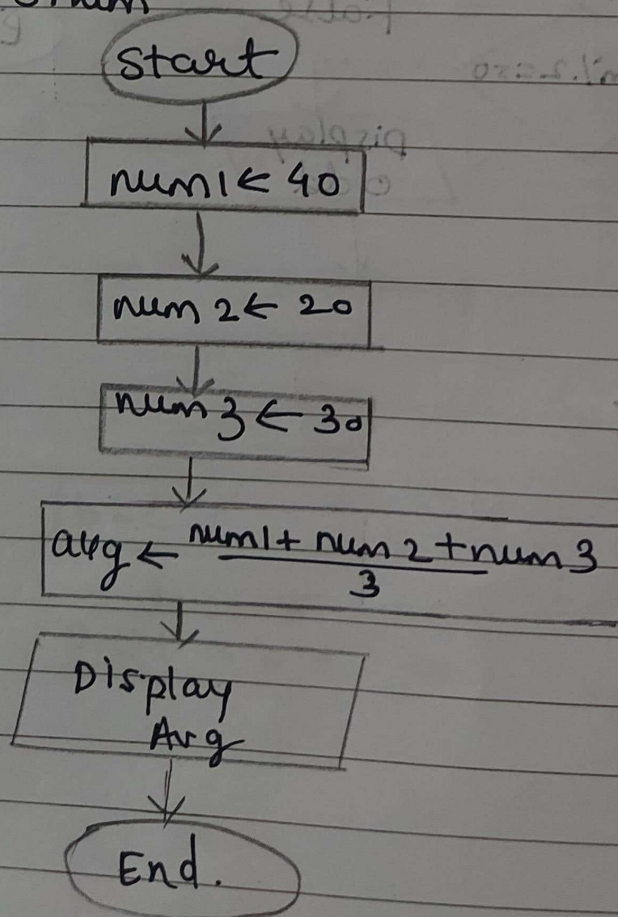 Start
num1 ← 40
num 2 ← 20
num 3 ← 30
avg ← num1 + num 2 + num 3
3
Display
Avg
End.